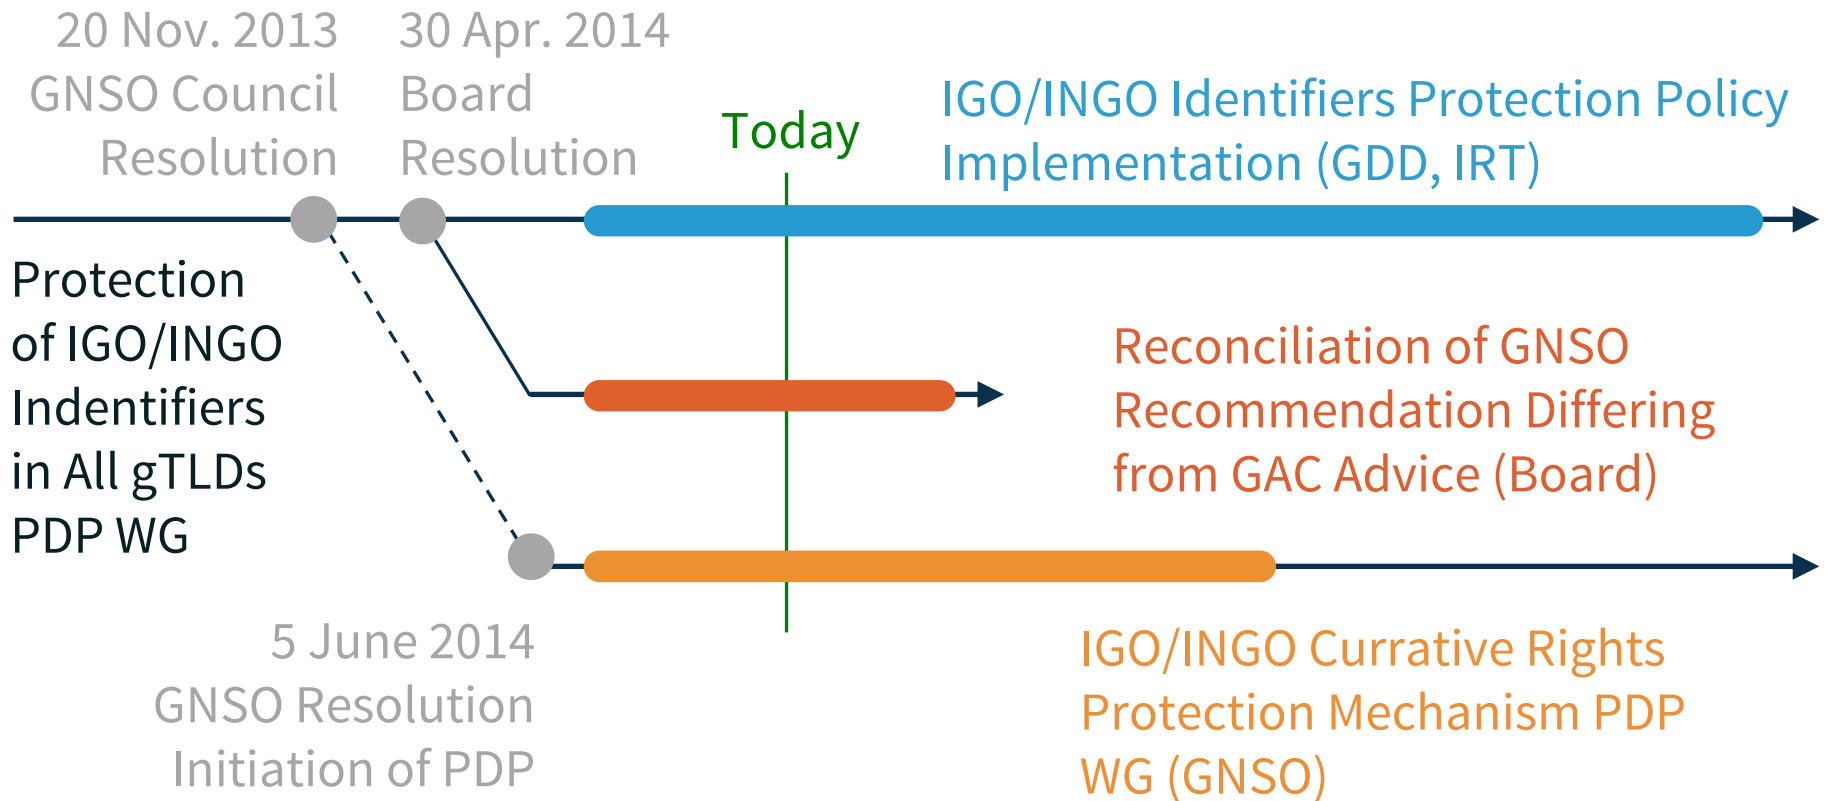 20 Nov. 2013
GNSO Council
Resolution
30 Apr. 2014
Board
Resolution
Today
IGO/INGO Identifiers Protection Policy
Implementation (GDD, IRT)
Protection
of IGO/INGO
Indentifiers
in All gTLDs
PDP WG
Reconciliation of GNSO
Recommendation Differing
from GAC Advice (Board)
5 June 2014
GNSO Resolution
Initiation of PDP
IGO/INGO Currative Rights
Protection Mechanism PDP
WG (GNSO)